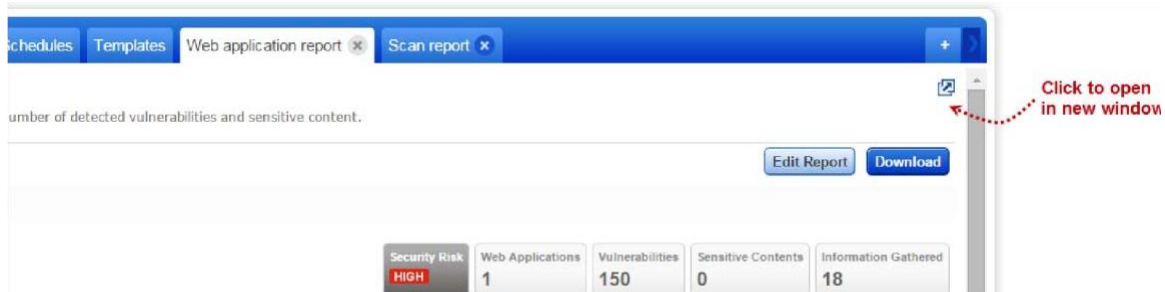 Schedules Templates Web application report Scan report +
Click to open
in new window
umber of detected vulnerabilities and sensitive content.
Edit Report Download
Security Risk Web Applications Vulnerabilities Sensitive Contents Information Gathered
HIGH 1 150 0 18